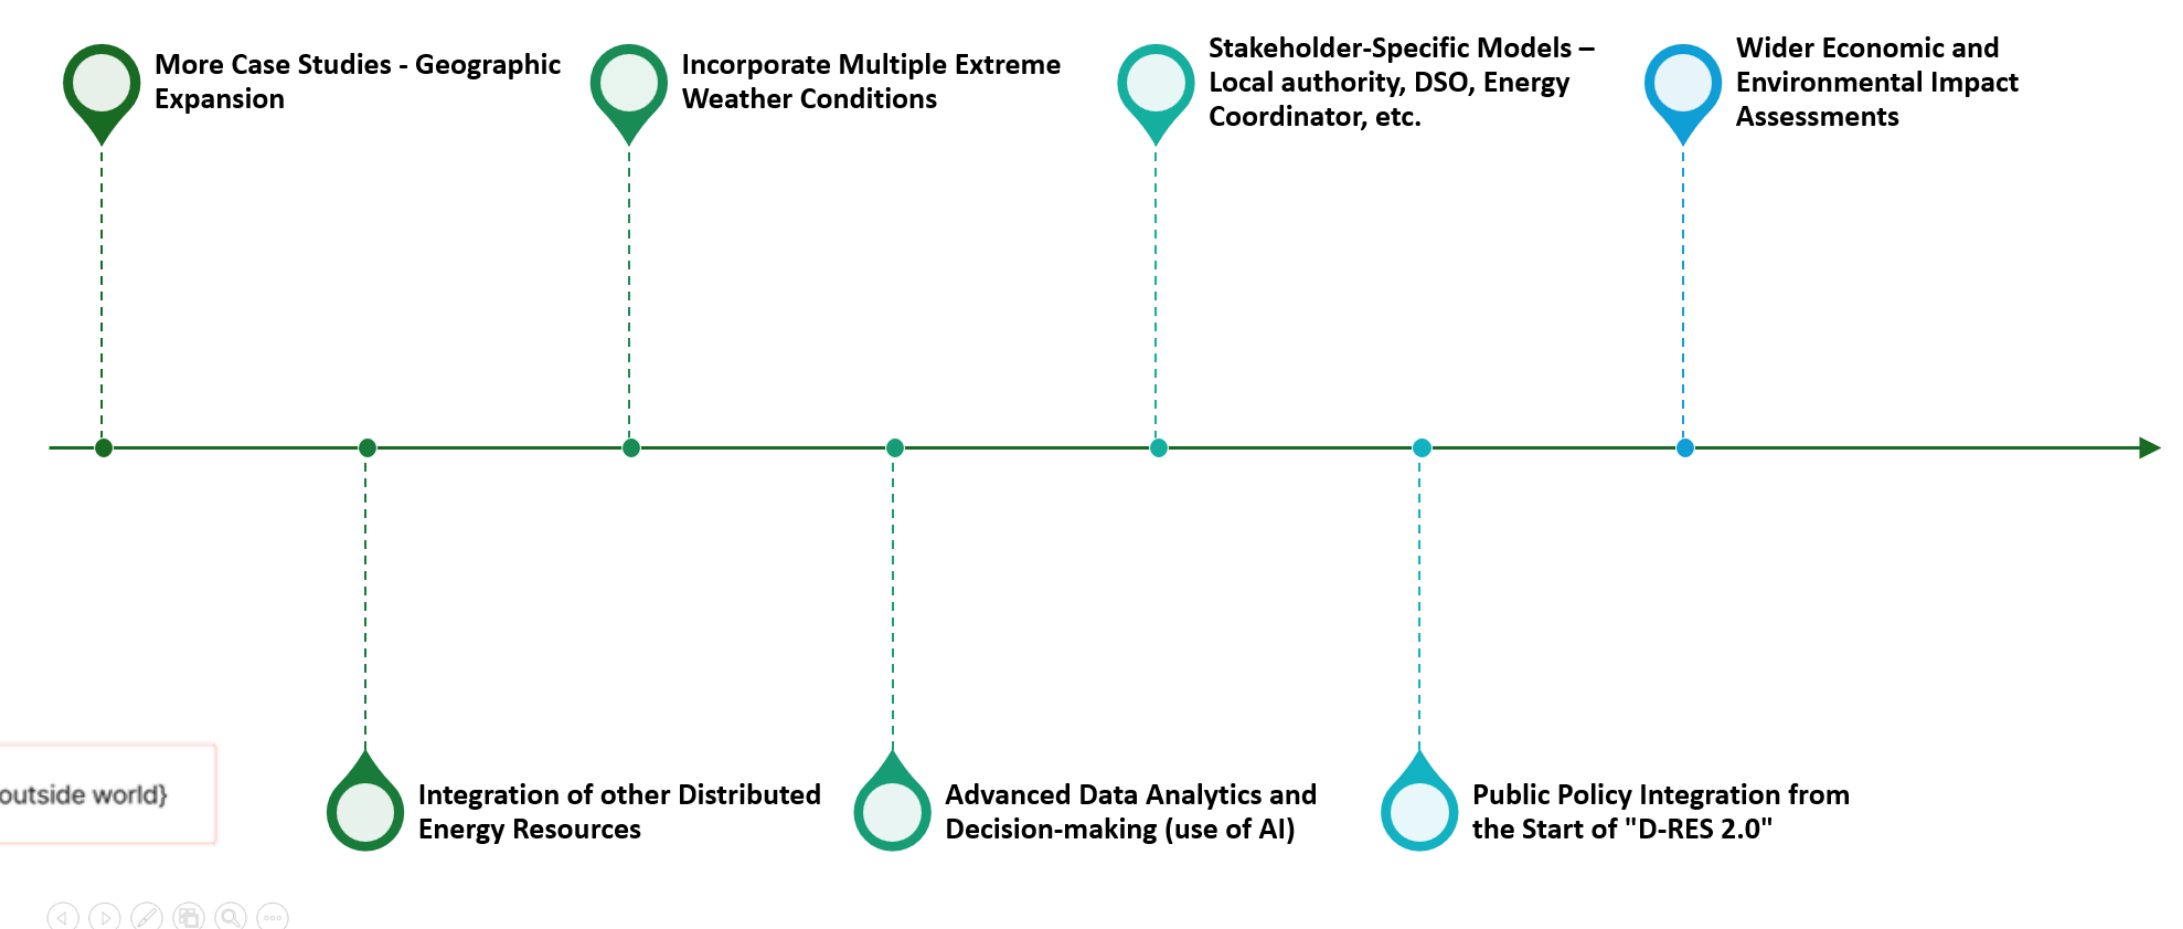 More Case Studies - Geographic
Expansion
Incorporate Multiple Extreme
Weather Conditions
Stakeholder-Specific Models –
Local authority, DSO, Energy
Coordinator, etc.
Wider Economic and
Environmental Impact
Assessments
outside world}
Integration of other Distributed
Energy Resources
Advanced Data Analytics and
Decision-making (use of AI)
Public Policy Integration from
the Start of "D-RES 2.0"